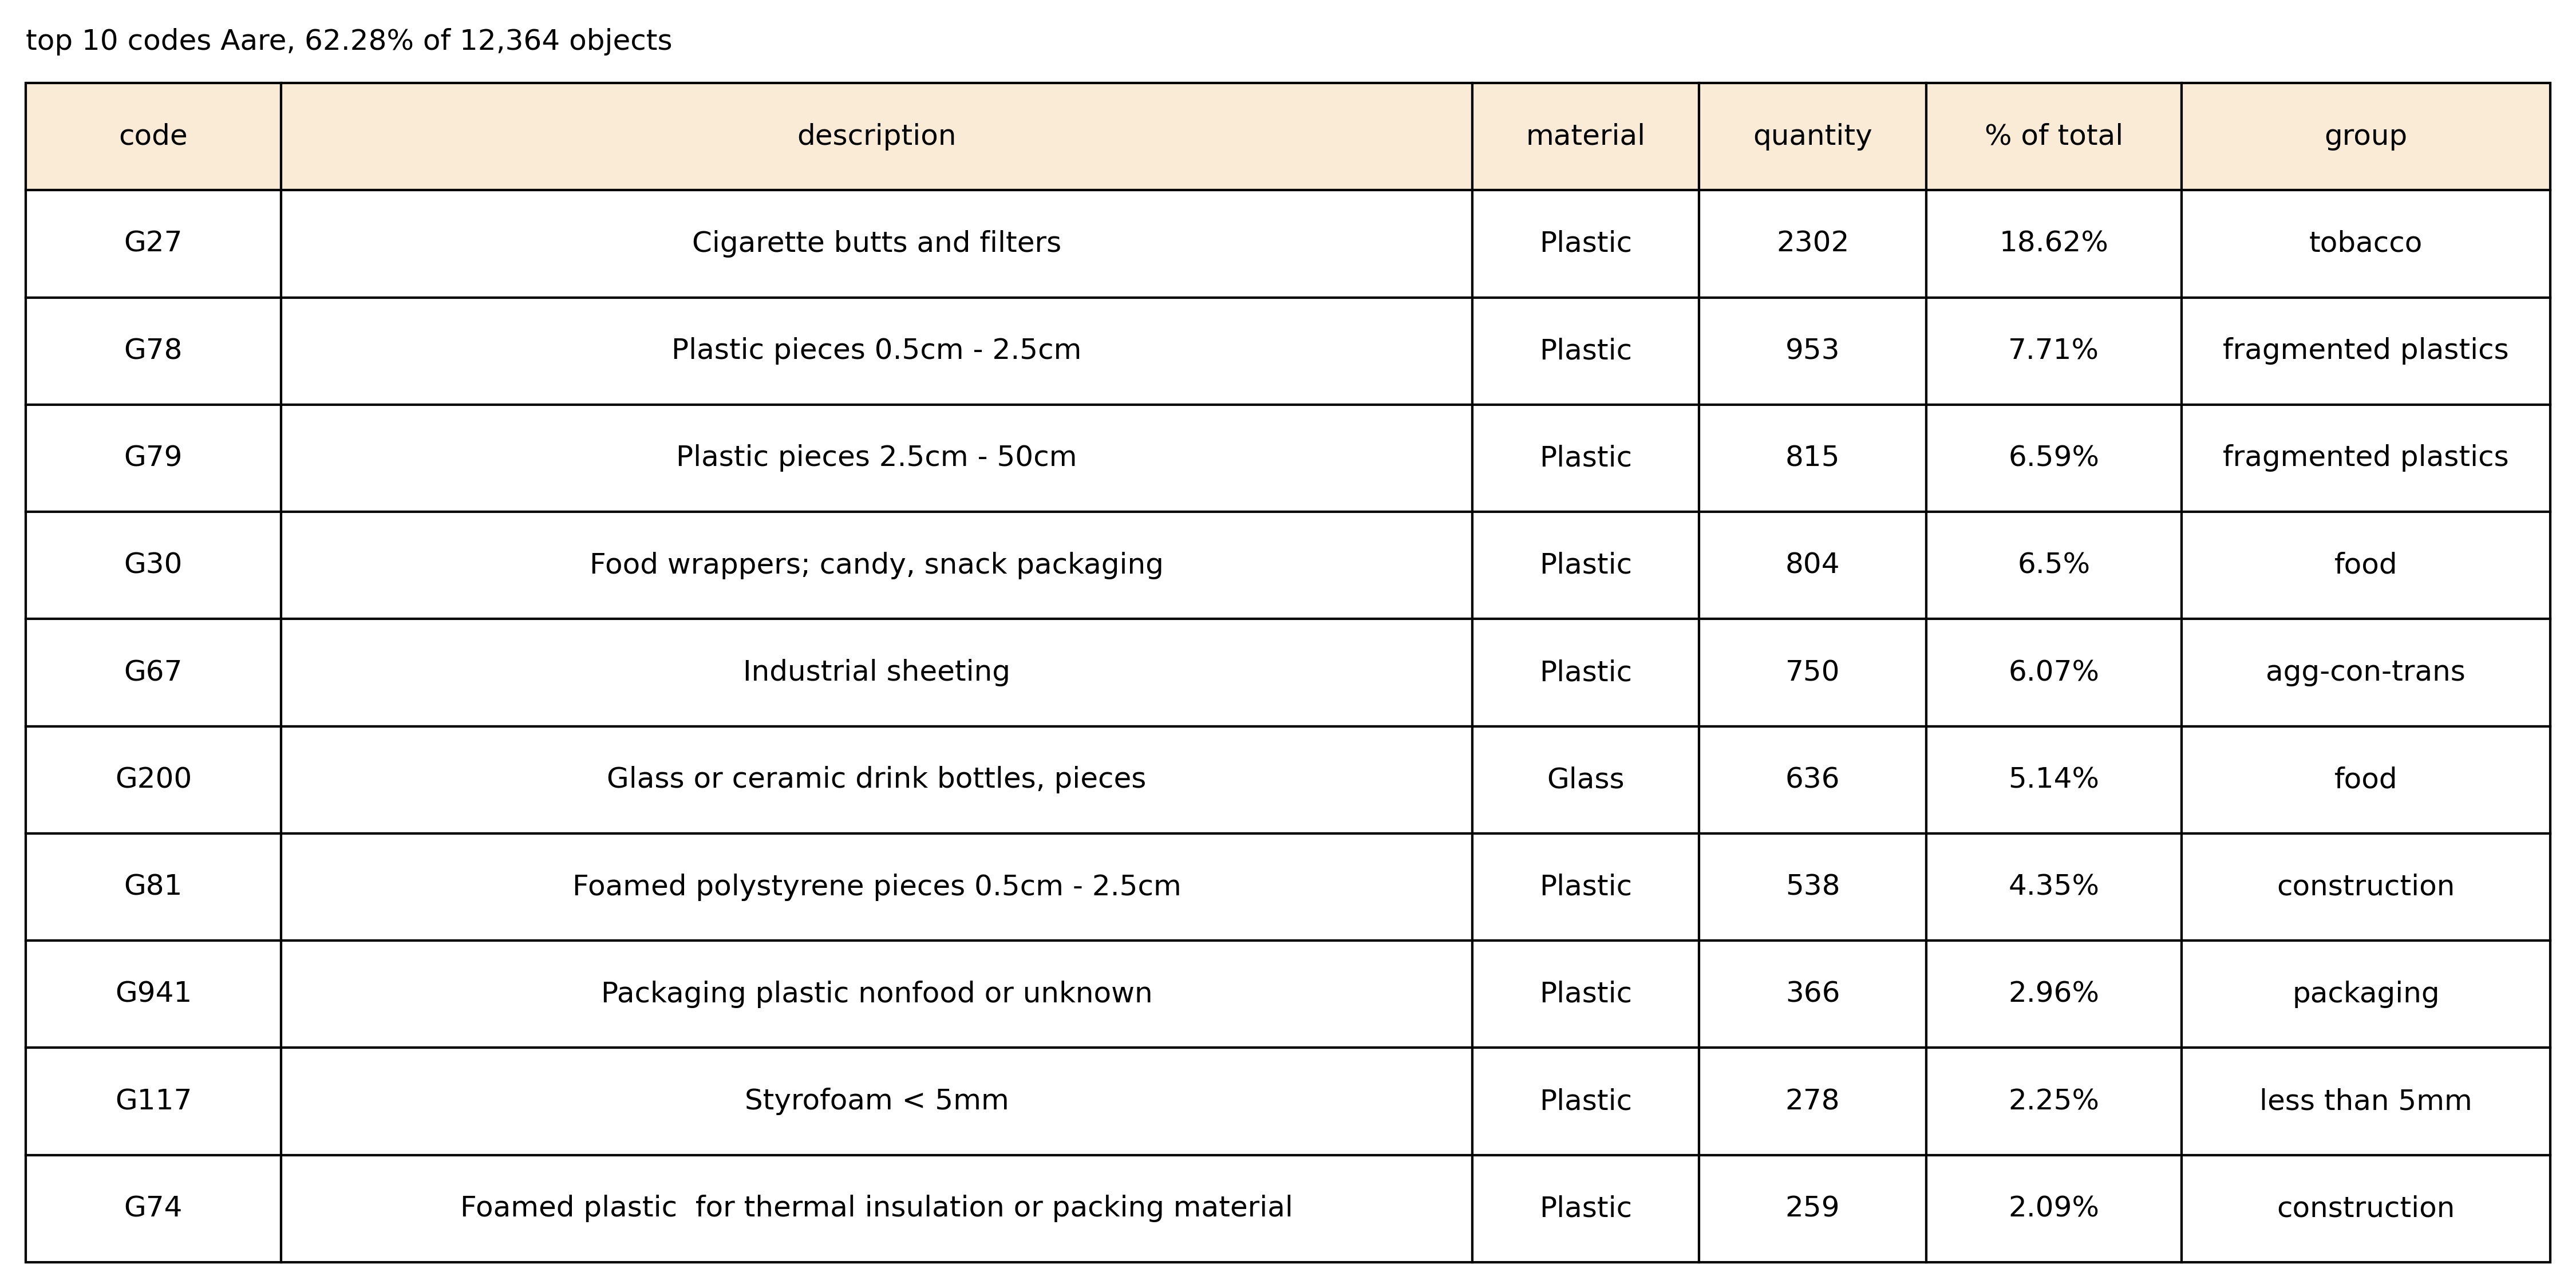 top 10 codes Aare, 62.28% of 12,364 objects
code description material quantity % of total group
G27 Cigarette butts and filters Plastic 2302 18.62% tobacco
G78 Plastic pieces 0.5cm - 2.5cm Plastic 953 7.71% fragmented plastics
G79 Plastic pieces 2.5cm - 50cm Plastic 815 6.59% fragmented plastics
G30 Food wrappers; candy, snack packaging Plastic 804 6.5% food
G67 Industrial sheeting Plastic 750 6.07% agg-con-trans
G200 Glass or ceramic drink bottles, pieces Glass 636 5.14% food
G81 Foamed polystyrene pieces 0.5cm - 2.5cm Plastic 538 4.35% construction
G941 Packaging plastic nonfood or unknown Plastic 366 2.96% packaging
G117 Styrofoam < 5mm Plastic 278 2.25% less than 5mm
G74 Foamed plastic  for thermal insulation or packing material Plastic 259 2.09% construction